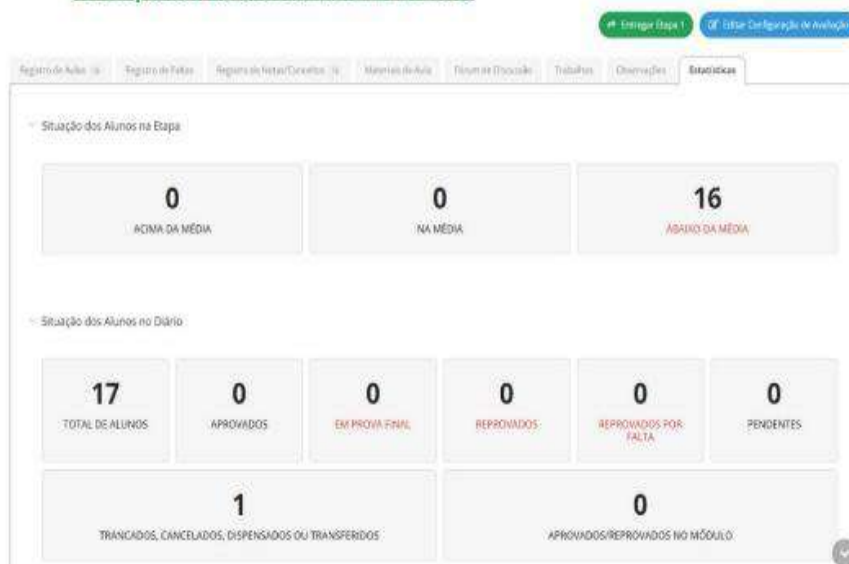 Entregar Etapa 1
Editar Configuração de Avaliação
Registro de Aulas
Registro de Faltas
Registro de Notas/Conceitos
Materiais de Aula
Fórum de Discussão
Trabalhos
Observações
Estatísticas
Situação dos Alunos na Etapa
0
ACIMA DA MÉDIA
0
NA MÉDIA
16
ABAIXO DA MÉDIA
Situação dos Alunos no Diário
17
TOTAL DE ALUNOS
0
APROVADOS
0
EM PROVA FINAL
0
REPROVADOS
0
REPROVADOS POR
FALTA
0
PENDENTES
1
TRANCADOS, CANCELADOS, DISPENSADOS OU TRANSFERIDOS
0
APROVADOS/REPROVADOS NO MÓDULO